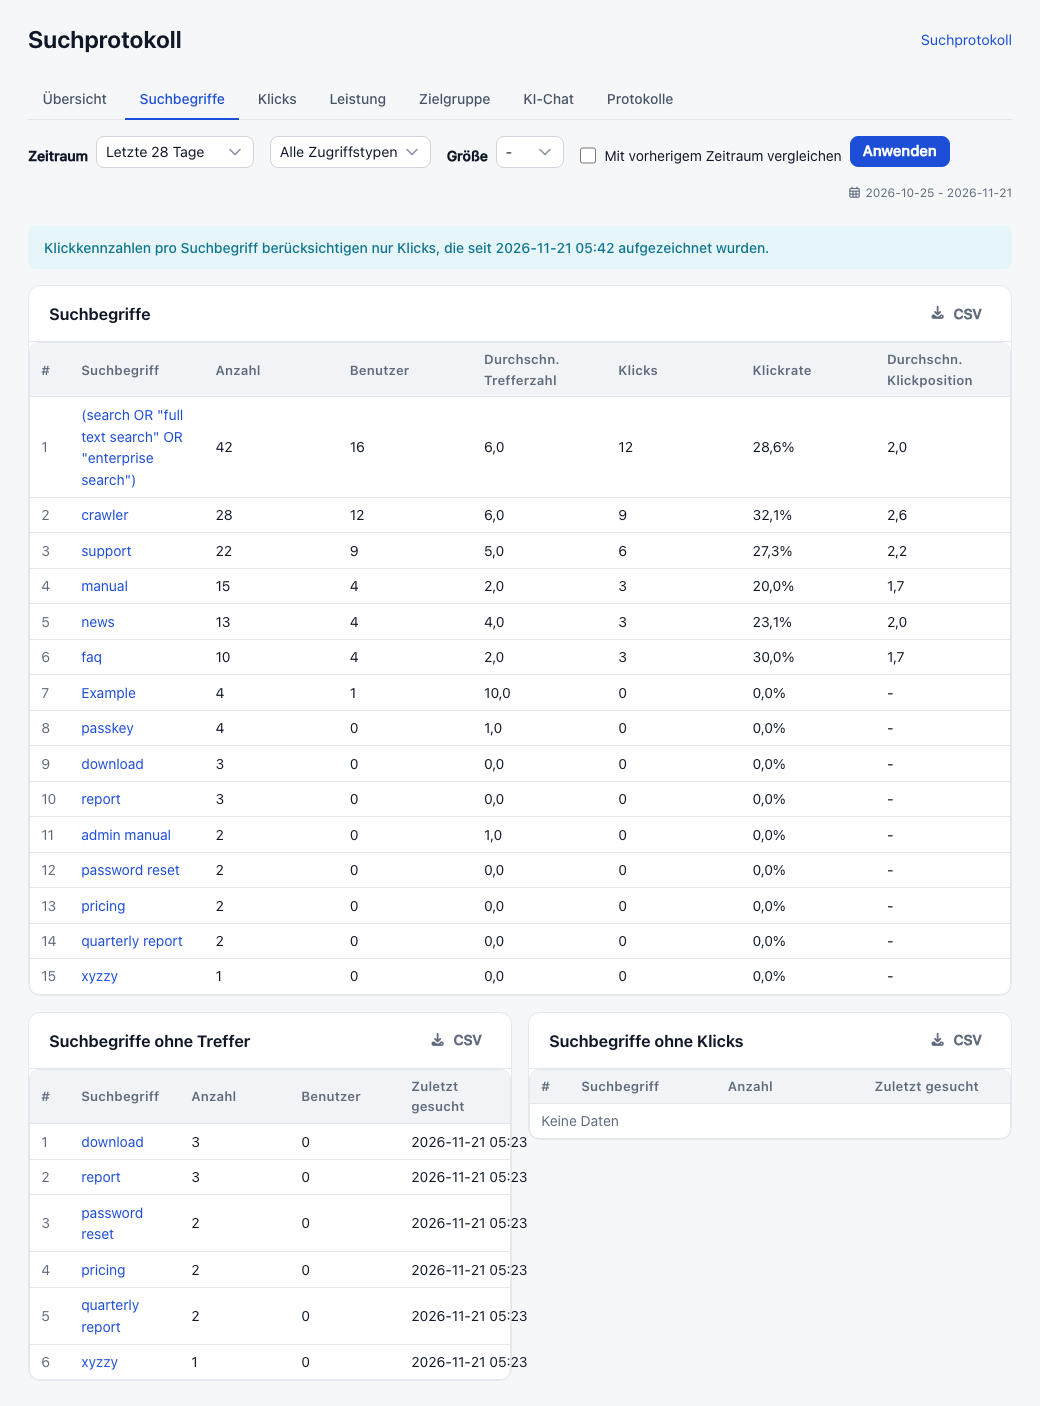 Suchprotokoll
Suchprotokoll
Übersicht Suchbegriffe Klicks Leistung Zielgruppe KI-Chat Protokolle
Zeitraum Letzte 28 Tage Alle Zugriffstypen Größe - Mit vorherigem Zeitraum vergleichen Anwenden
2026-10-25 - 2026-11-21
Klickkennzahlen pro Suchbegriff berücksichtigen nur Klicks, die seit 2026-11-21 05:42 aufgezeichnet wurden.
Suchbegriffe CSV
# Suchbegriff Anzahl Benutzer Durchschn. Trefferzahl Klicks Klickrate Durchschn. Klickposition
1 (search OR "full text search" OR "enterprise search") 42 16 6,0 12 28,6% 2,0
2 crawler 28 12 6,0 9 32,1% 2,6
3 support 22 9 5,0 6 27,3% 2,2
4 manual 15 4 2,0 3 20,0% 1,7
5 news 13 4 4,0 3 23,1% 2,0
6 faq 10 4 2,0 3 30,0% 1,7
7 Example 4 1 10,0 0 0,0% -
8 passkey 4 0 1,0 0 0,0% -
9 download 3 0 0,0 0 0,0% -
10 report 3 0 0,0 0 0,0% -
11 admin manual 2 0 1,0 0 0,0% -
12 password reset 2 0 0,0 0 0,0% -
13 pricing 2 0 0,0 0 0,0% -
14 quarterly report 2 0 0,0 0 0,0% -
15 xyzzy 1 0 0,0 0 0,0% -
Suchbegriffe ohne Treffer CSV
# Suchbegriff Anzahl Benutzer Zuletzt gesucht
1 download 3 0 2026-11-21 05:23
2 report 3 0 2026-11-21 05:23
3 password reset 2 0 2026-11-21 05:23
4 pricing 2 0 2026-11-21 05:23
5 quarterly report 2 0 2026-11-21 05:23
6 xyzzy 1 0 2026-11-21 05:23
Suchbegriffe ohne Klicks CSV
# Suchbegriff Anzahl Zuletzt gesucht
Keine Daten